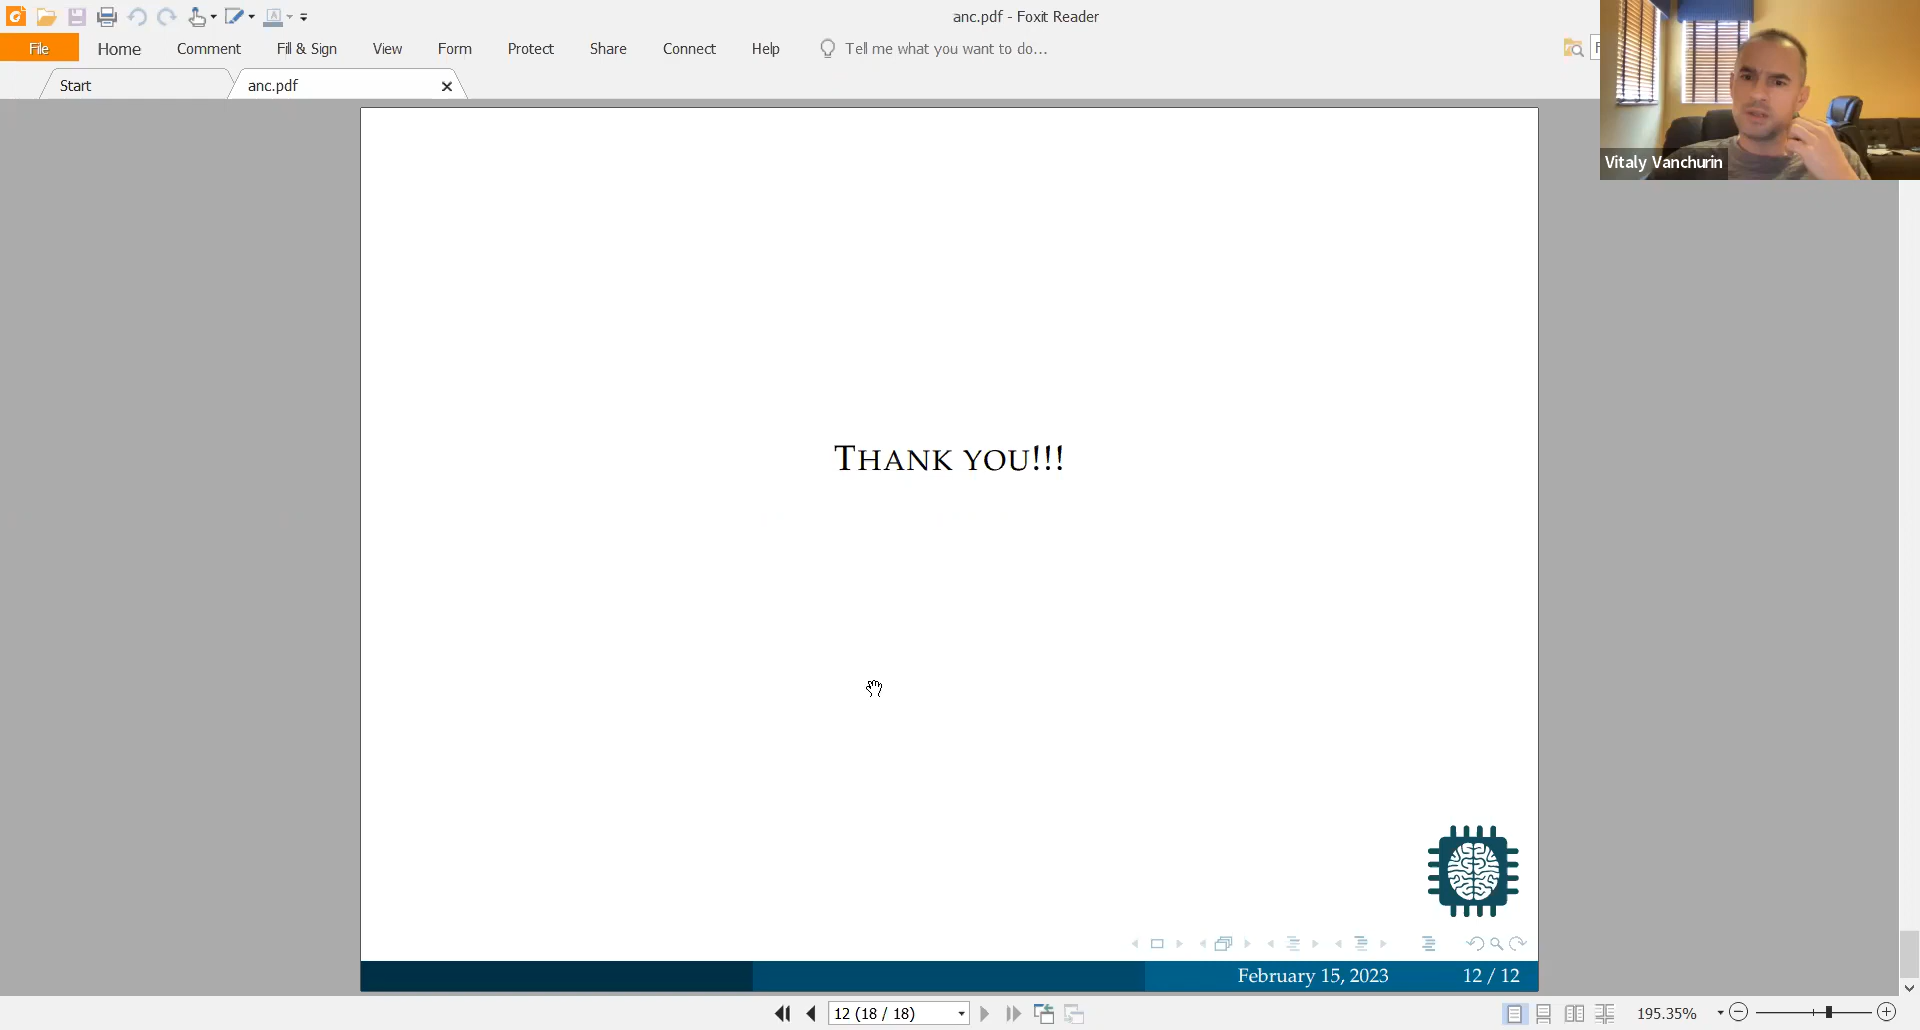 anc.pdf - Foxit Reader
File Home Comment Fill & Sign View Form Protect Share Connect Help Tell me what you want to do... F
Start anc.pdf
Vitaly Vanchurin
THANK YOU!!!
February 15, 2023 12 / 12
12 (18 / 18) 195.35%